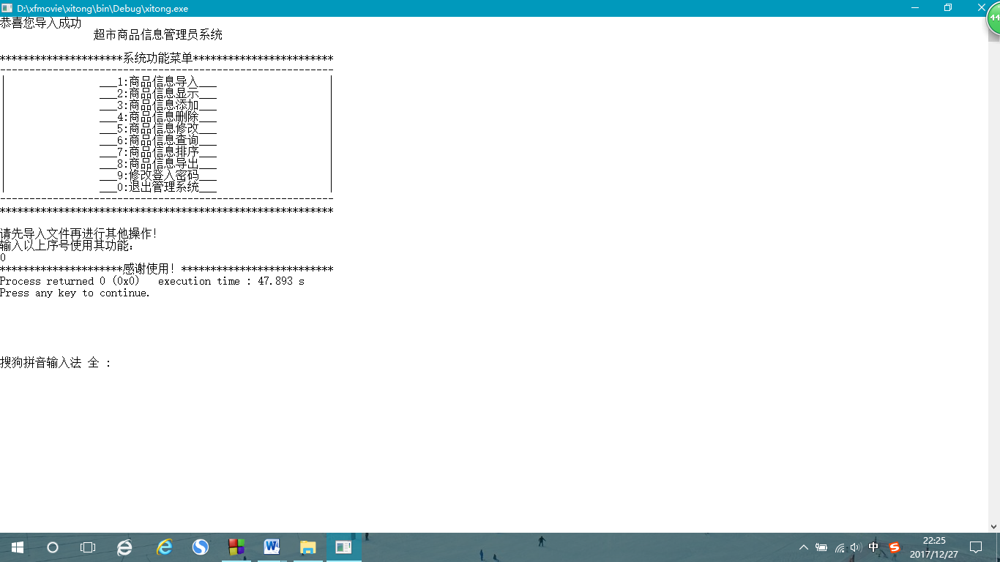 D:\xfmovie\xitong\bin\Debug\xitong.exe
44
恭喜您导入成功
超市商品信息管理员系统
*********************系统功能菜单************************
---------------------------------------------------------
| ___1:商品信息导入___ |
| ___2:商品信息显示___ |
| ___3:商品信息添加___ |
| ___4:商品信息删除___ |
| ___5:商品信息修改___ |
| ___6:商品信息查询___ |
| ___7:商品信息排序___ |
| ___8:商品信息导出___ |
| ___9:修改登入密码___ |
| ___0:退出管理系统___ |
---------------------------------------------------------
*********************************************************
请先导入文件再进行其他操作!
输入以上序号使用其功能:
0
*********************感谢使用!**************************
Process returned 0 (0x0)   execution time : 47.893 s
Press any key to continue.
搜狗拼音输入法 全 :
中
22:25
2017/12/27